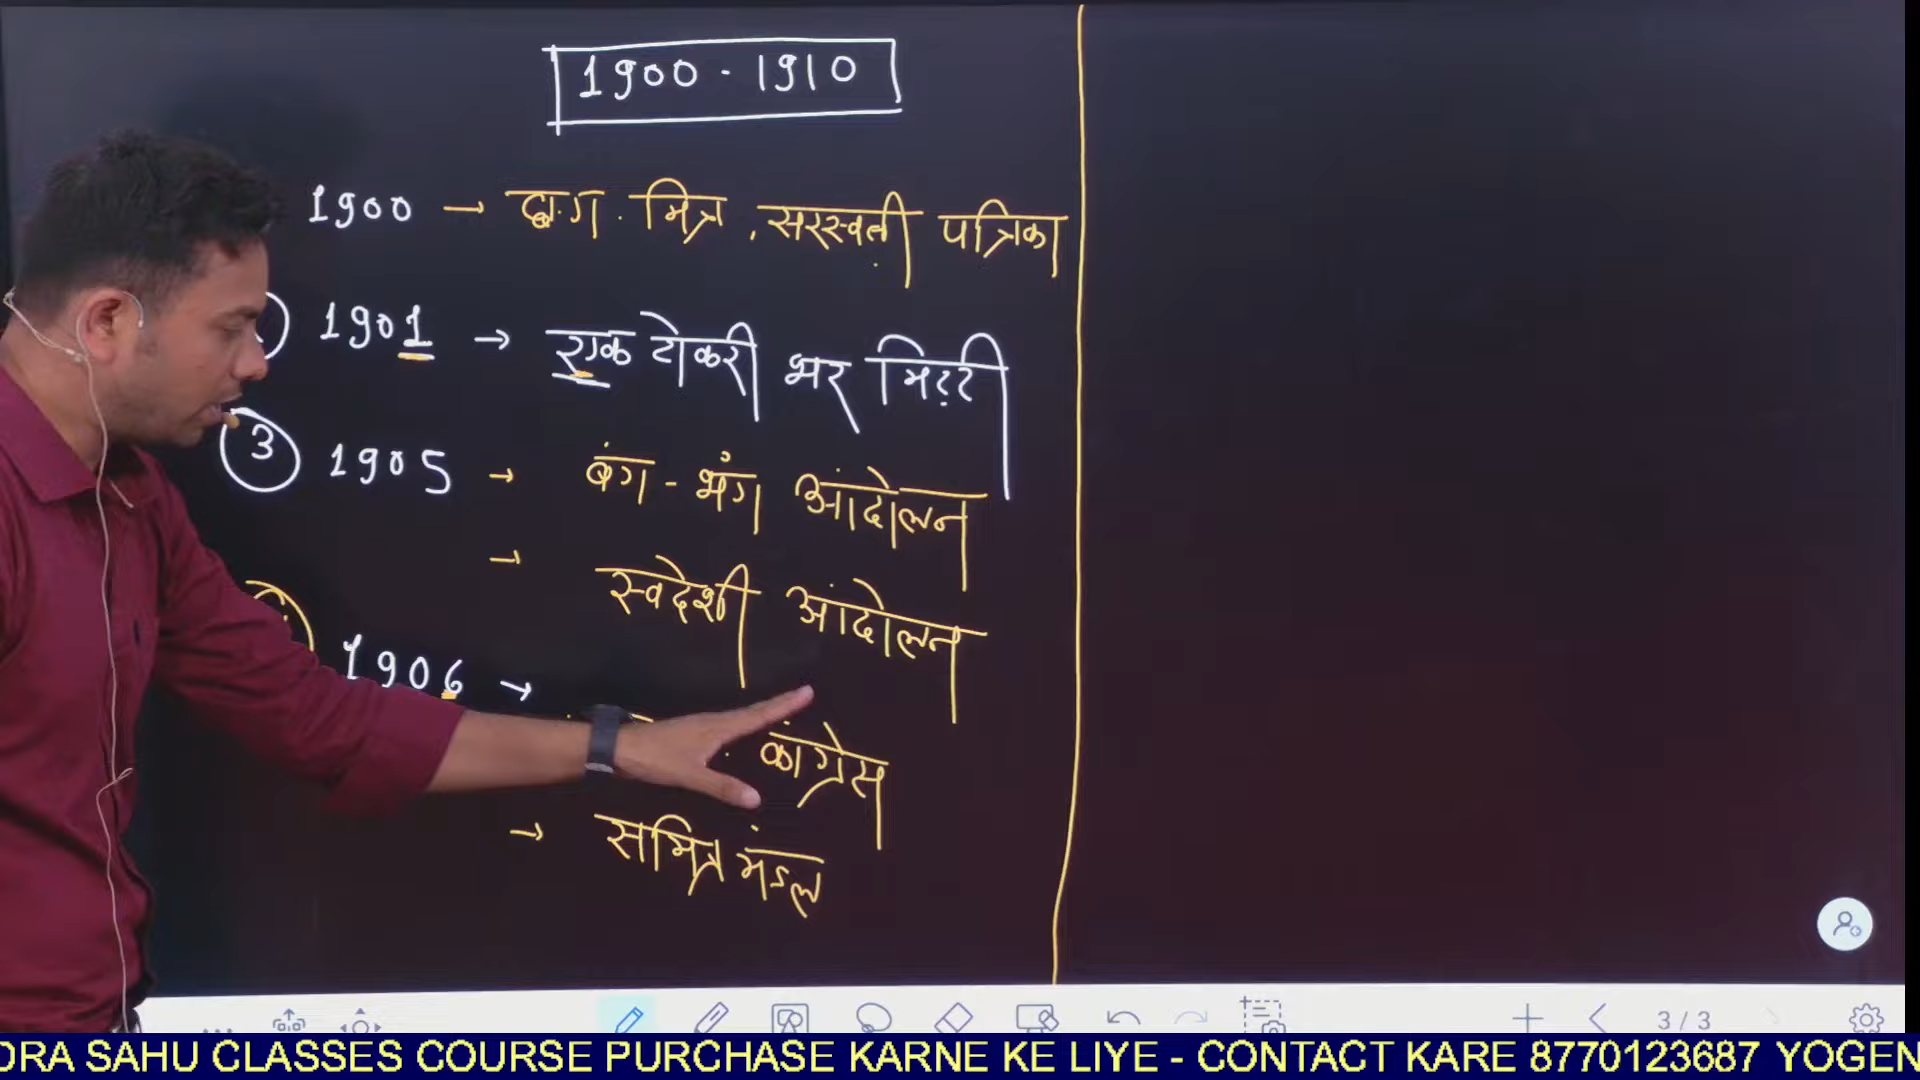 1900 - 1910
1900 → छ.ग. मित्र, सरस्वती पत्रिका
1901 → एक टोकरी भर मिट्टी
3 1905 → बंग - भंग आंदोलन
→ स्वदेशी आंदोलन
1906 →
कांग्रेस
→ समित्र मंडल
3 / 3
DRA SAHU CLASSES COURSE PURCHASE KARNE KE LIYE - CONTACT KARE 8770123687 YOGEN